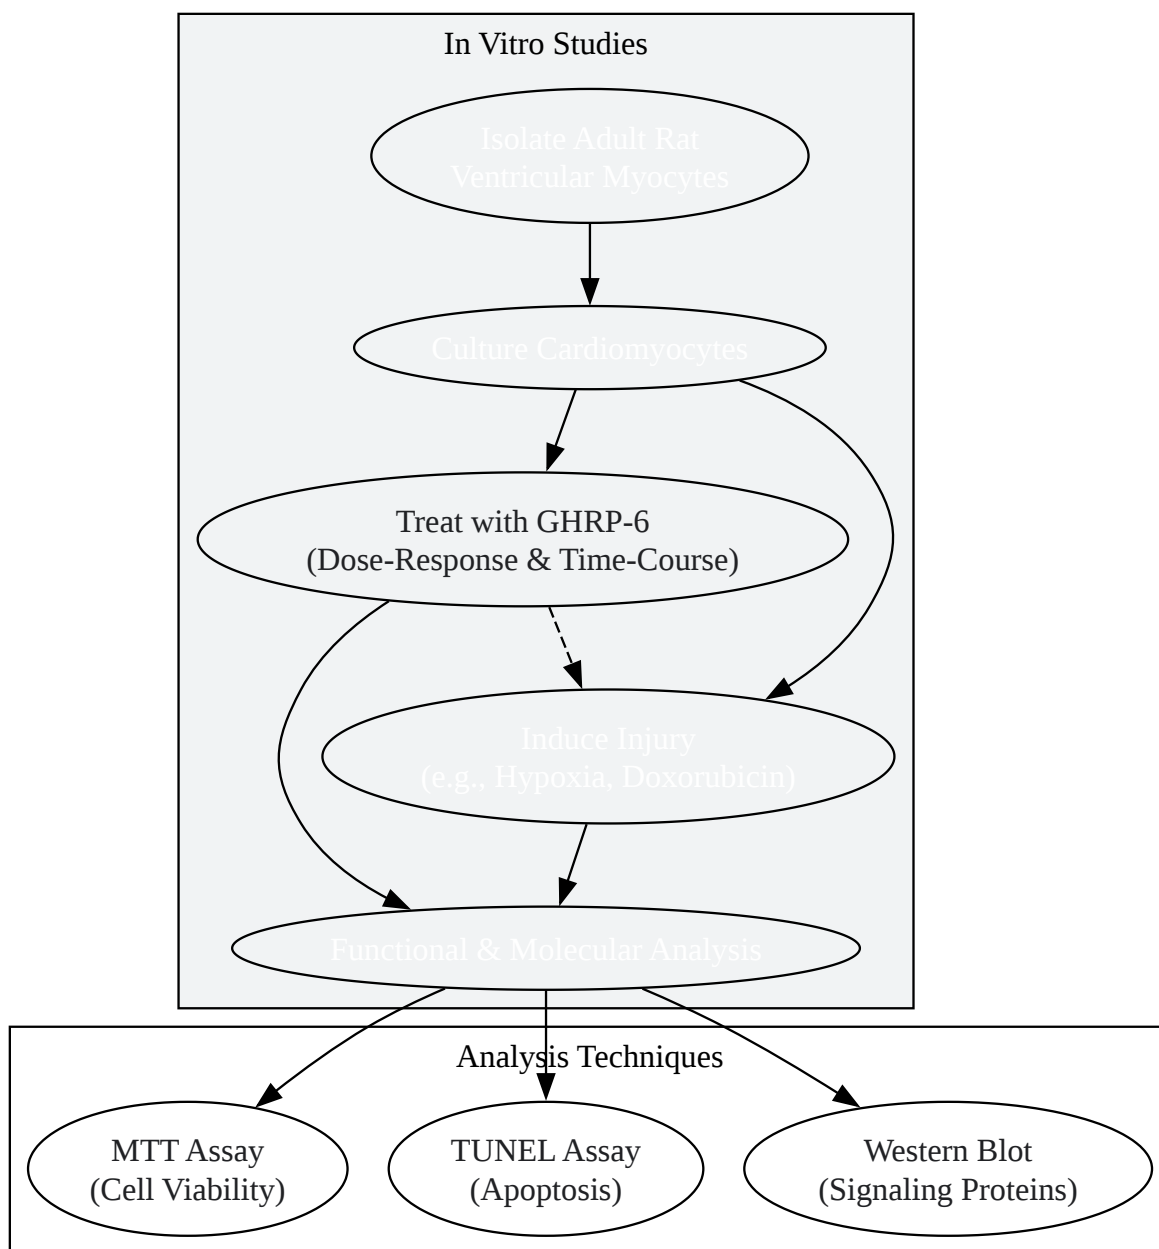 In Vitro Studies
Isolate Adult Rat
Ventricular Myocytes
Culture Cardiomyocytes
Treat with GHRP-6
(Dose-Response & Time-Course)
Induce Injury
(e.g., Hypoxia, Doxorubicin)
Functional & Molecular Analysis
Analysis Techniques
MTT Assay
(Cell Viability)
TUNEL Assay
(Apoptosis)
Western Blot
(Signaling Proteins)